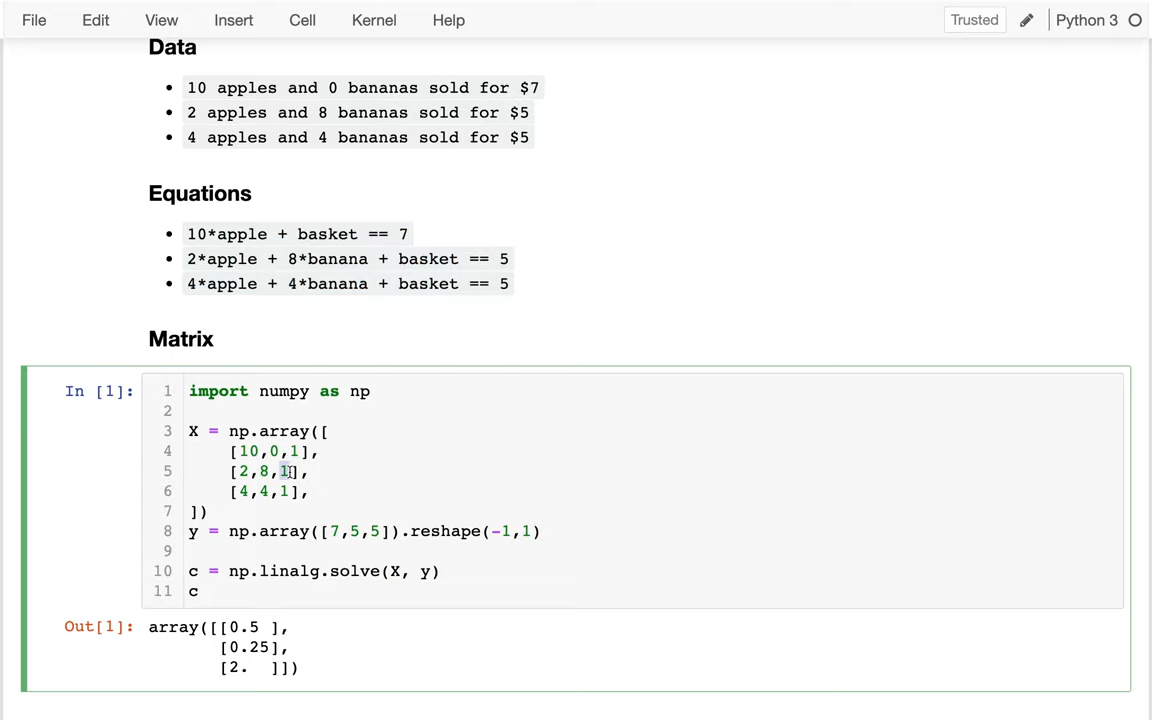 File Edit View Insert Cell Kernel Help Trusted Python 3
Data
• 10 apples and 0 bananas sold for $7
• 2 apples and 8 bananas sold for $5
• 4 apples and 4 bananas sold for $5
Equations
• 10*apple + basket == 7
• 2*apple + 8*banana + basket == 5
• 4*apple + 4*banana + basket == 5
Matrix
In [1]: 1 import numpy as np
2
3 X = np.array([
4     [10,0,1],
5     [2,8,1],
6     [4,4,1],
7 ])
8 y = np.array([7,5,5]).reshape(-1,1)
9
10 c = np.linalg.solve(X, y)
11 c
Out[1]: array([[0.5 ],
       [0.25],
       [2.  ]])